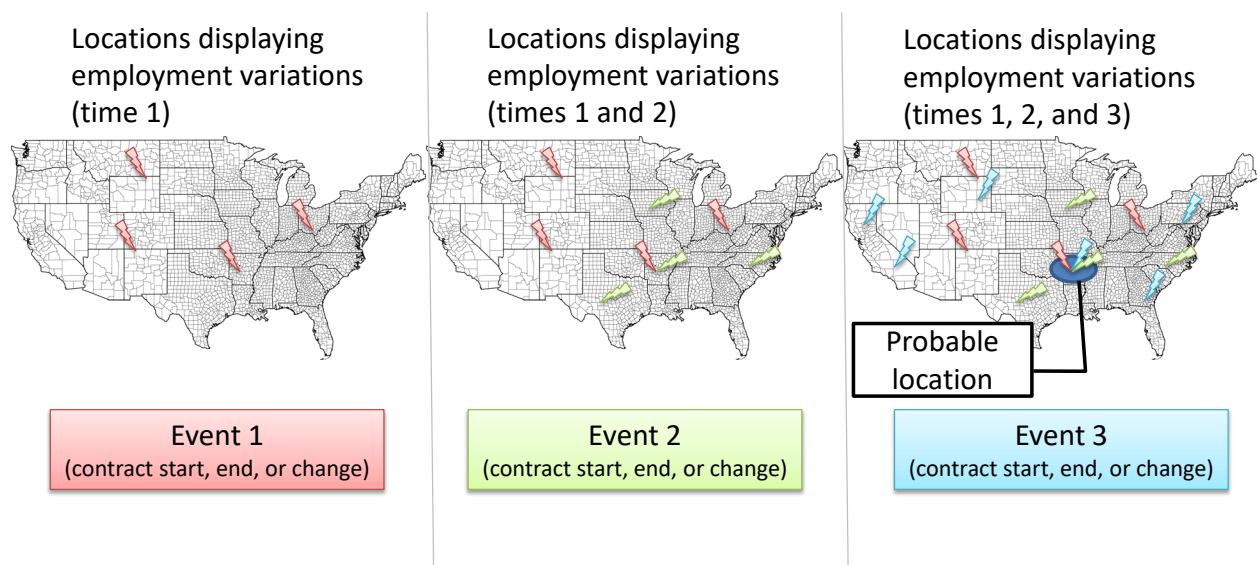 Locations displaying
employment variations
(time 1)
Locations displaying
employment variations
(times 1 and 2)
Locations displaying
employment variations
(times 1, 2, and 3)
Probable
location
Event 1
(contract start, end, or change)
Event 2
(contract start, end, or change)
Event 3
(contract start, end, or change)